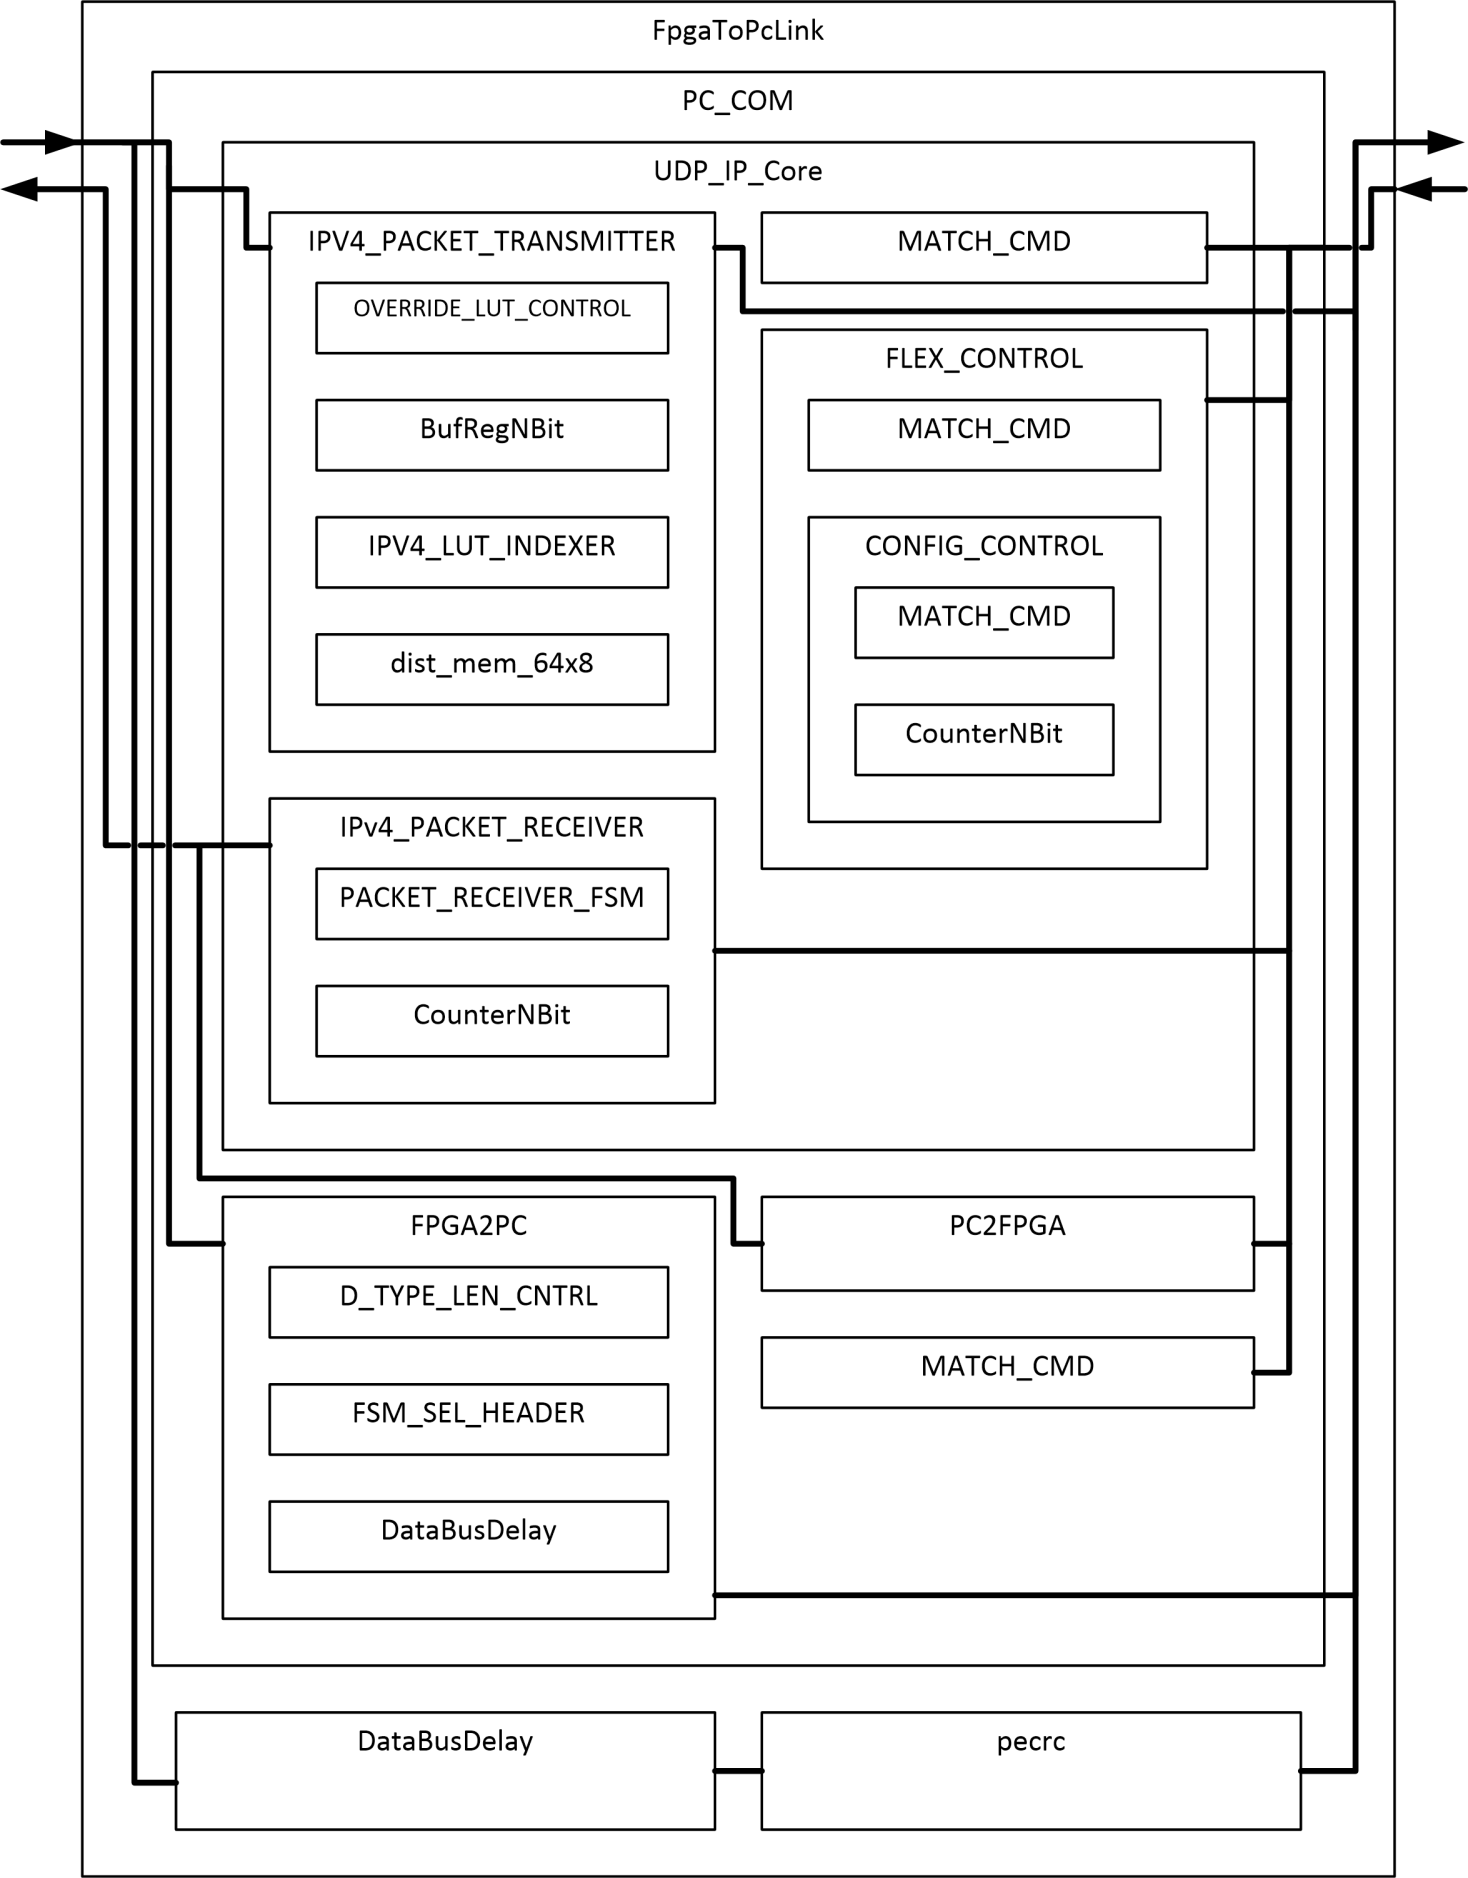 FpgaToPcLink
PC_COM
UDP_IP_Core
IPV4_PACKET_TRANSMITTER
OVERRIDE_LUT_CONTROL
BufRegNBit
IPV4_LUT_INDEXER
dist_mem_64x8
MATCH_CMD
FLEX_CONTROL
MATCH_CMD
CONFIG_CONTROL
MATCH_CMD
CounterNBit
IPv4_PACKET_RECEIVER
PACKET_RECEIVER_FSM
CounterNBit
FPGA2PC
D_TYPE_LEN_CNTRL
FSM_SEL_HEADER
DataBusDelay
PC2FPGA
MATCH_CMD
DataBusDelay
pecrc